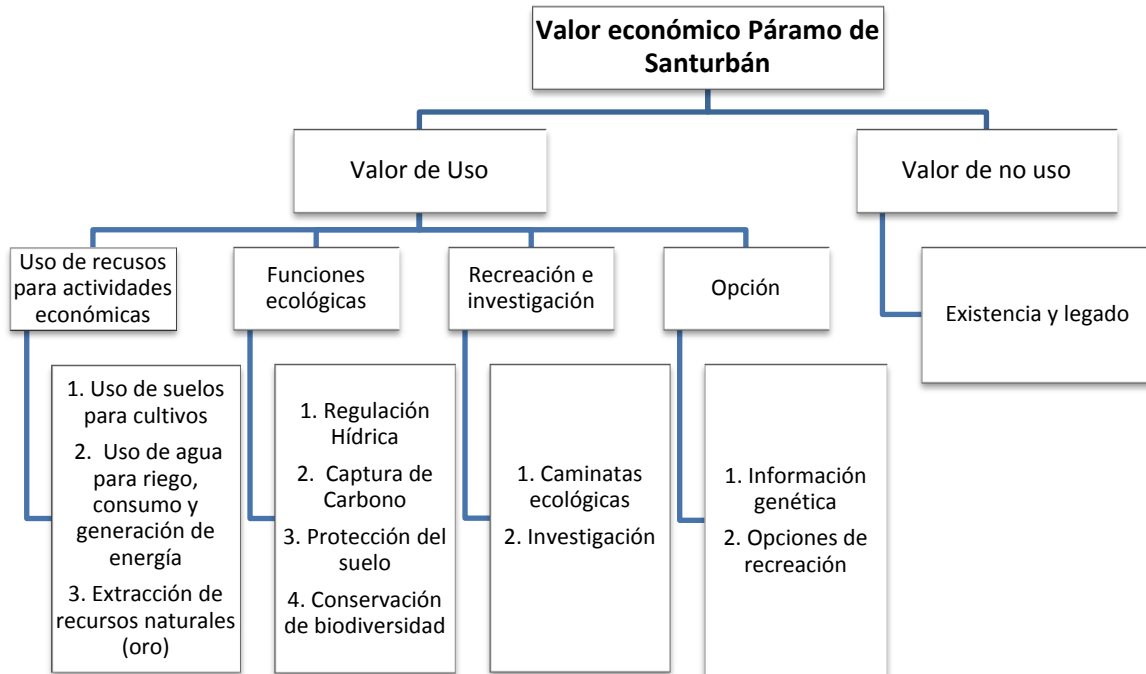 Valor económico Páramo de
Santurbán
Valor de Uso
Valor de no uso
Uso de recusos
para actividades
económicas
Funciones
ecológicas
Recreación e
investigación
Opción
Existencia y legado
1. Uso de suelos
para cultivos
2. Uso de agua
para riego,
consumo y
generación de
energía
3. Extracción de
recursos naturales
(oro)
1. Regulación
Hídrica
2. Captura de
Carbono
3. Protección del
suelo
4. Conservación
de biodiversidad
1. Caminatas
ecológicas
2. Investigación
1. Información
genética
2. Opciones de
recreación